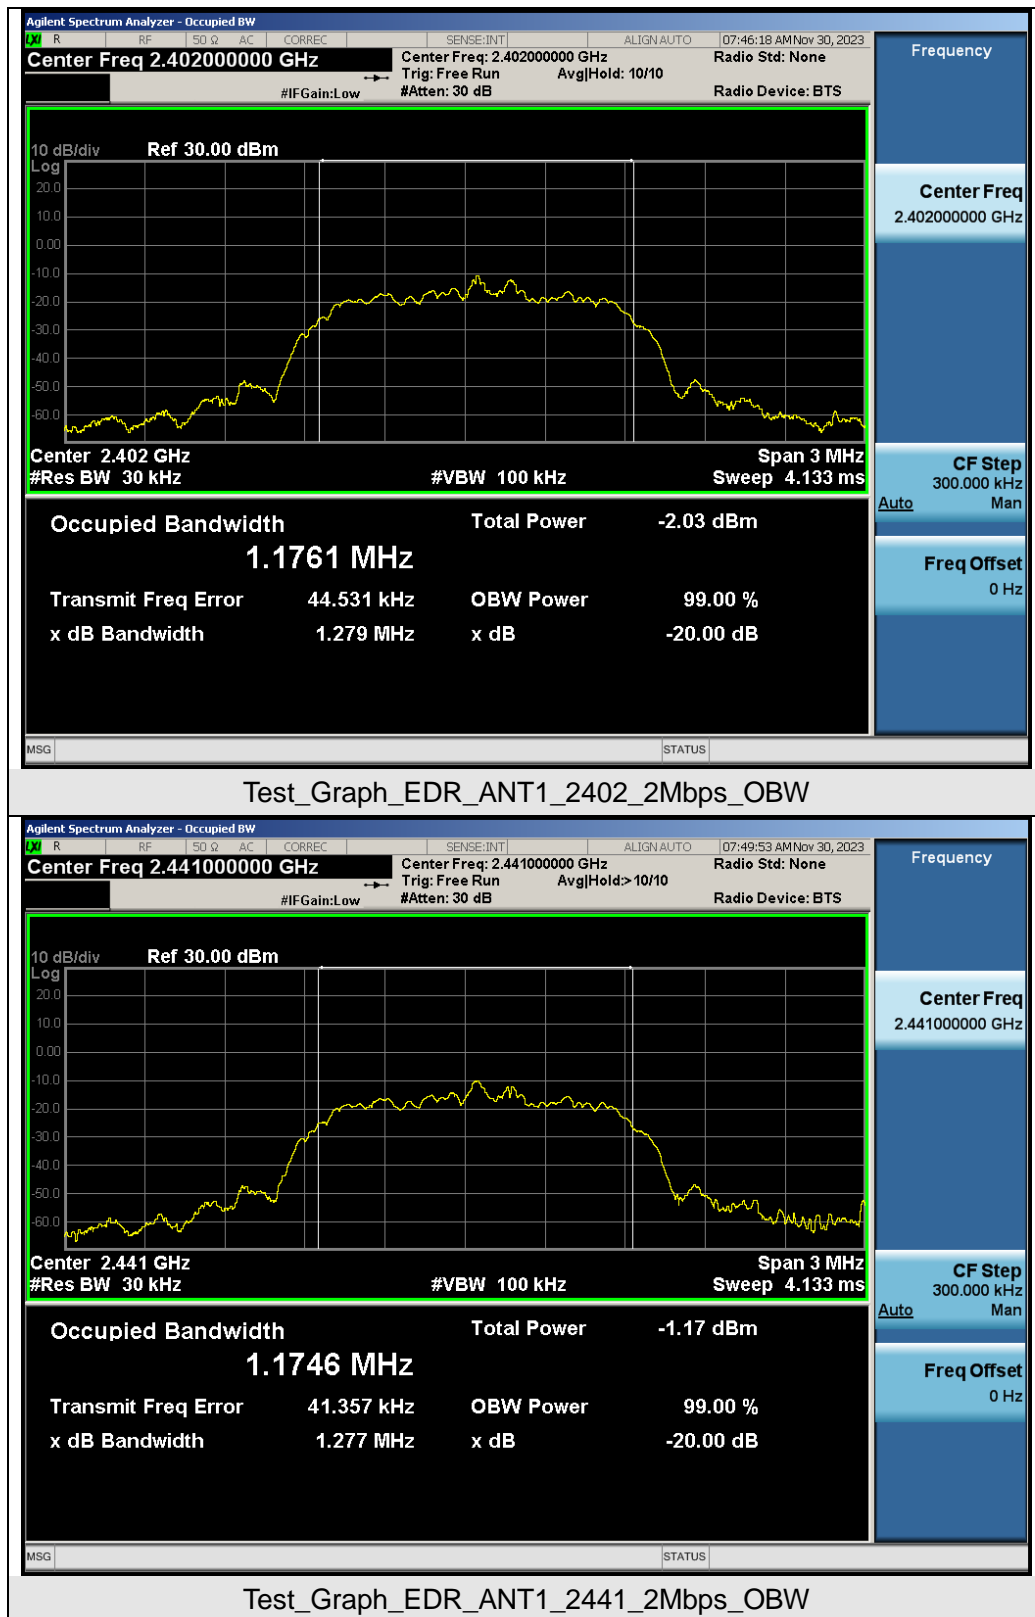 Agilent Spectrum Analyzer - Occupied BW
LXI R RF 50 Ω AC CORREC SENSE:INT ALIGN AUTO 07:46:18 AM Nov 30, 2023
Center Freq 2.402000000 GHz
Center Freq: 2.402000000 GHz Radio Std: None
Trig: Free Run Avg|Hold: 10/10
#IFGain:Low #Atten: 30 dB Radio Device: BTS
Frequency
10 dB/div Ref 30.00 dBm
Log
20.0
10.0
0.00
-10.0
-20.0
-30.0
-40.0
-50.0
-60.0
Center 2.402 GHz Span 3 MHz
#Res BW 30 kHz #VBW 100 kHz Sweep 4.133 ms
Center Freq
2.402000000 GHz
CF Step
300.000 kHz
Auto Man
Freq Offset
0 Hz
Occupied Bandwidth Total Power -2.03 dBm
1.1761 MHz
Transmit Freq Error 44.531 kHz OBW Power 99.00 %
x dB Bandwidth 1.279 MHz x dB -20.00 dB
MSG STATUS
Test_Graph_EDR_ANT1_2402_2Mbps_OBW
Agilent Spectrum Analyzer - Occupied BW
LXI R RF 50 Ω AC CORREC SENSE:INT ALIGN AUTO 07:49:53 AM Nov 30, 2023
Center Freq 2.441000000 GHz
Center Freq: 2.441000000 GHz Radio Std: None
Trig: Free Run Avg|Hold:>10/10
#IFGain:Low #Atten: 30 dB Radio Device: BTS
Frequency
10 dB/div Ref 30.00 dBm
Log
20.0
10.0
0.00
-10.0
-20.0
-30.0
-40.0
-50.0
-60.0
Center 2.441 GHz Span 3 MHz
#Res BW 30 kHz #VBW 100 kHz Sweep 4.133 ms
Center Freq
2.441000000 GHz
CF Step
300.000 kHz
Auto Man
Freq Offset
0 Hz
Occupied Bandwidth Total Power -1.17 dBm
1.1746 MHz
Transmit Freq Error 41.357 kHz OBW Power 99.00 %
x dB Bandwidth 1.277 MHz x dB -20.00 dB
MSG STATUS
Test_Graph_EDR_ANT1_2441_2Mbps_OBW